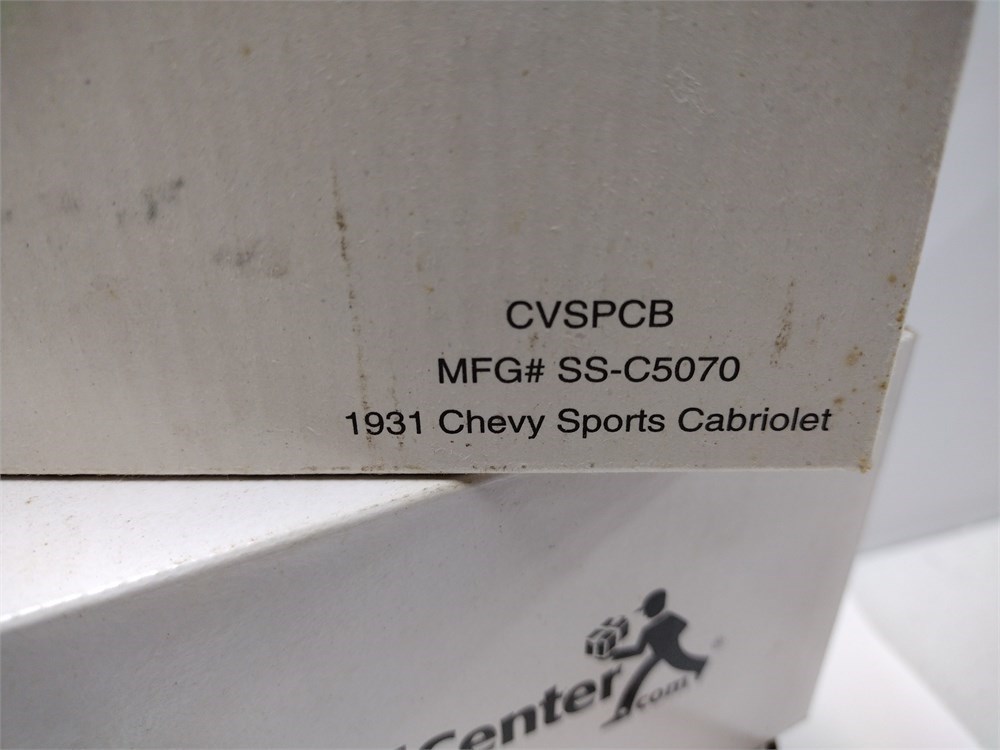 CVSPCB
MFG# SS-C5070
1931 Chevy Sports Cabriolet
center
.com